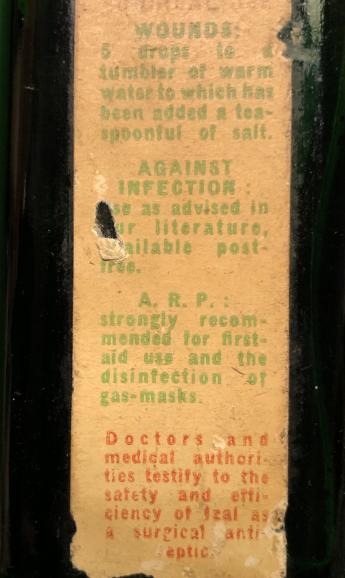 WOUNDS:
5 drops to a
tumbler of warm
water to which has
been added a tea-
spoonful of salt.
AGAINST
INFECTION :
use as advised in
our literature,
available post-
free.
A. R. P. :
strongly recom-
mended for first-
aid use and the
disinfection of
gas-masks.
Doctors and
medical authori-
ties testify to the
safety and effi-
ciency of Izal as
a surgical anti-
septic.